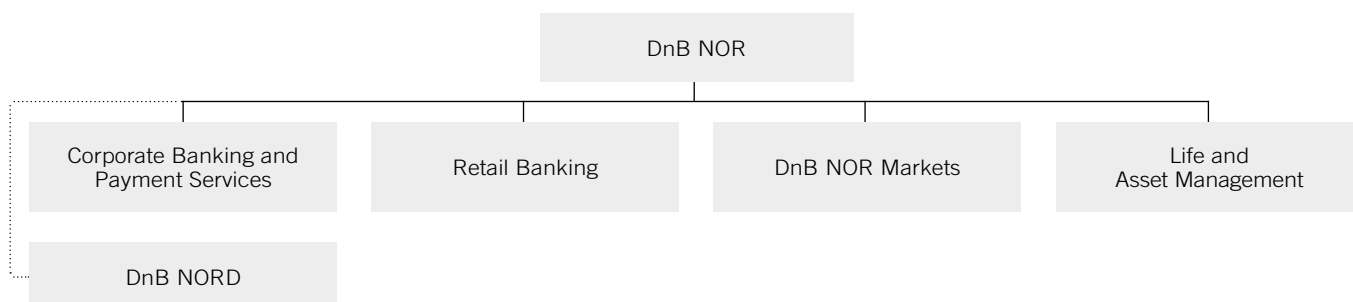 DnB NOR
Corporate Banking and
Payment Services
Retail Banking
DnB NOR Markets
Life and
Asset Management
DnB NORD